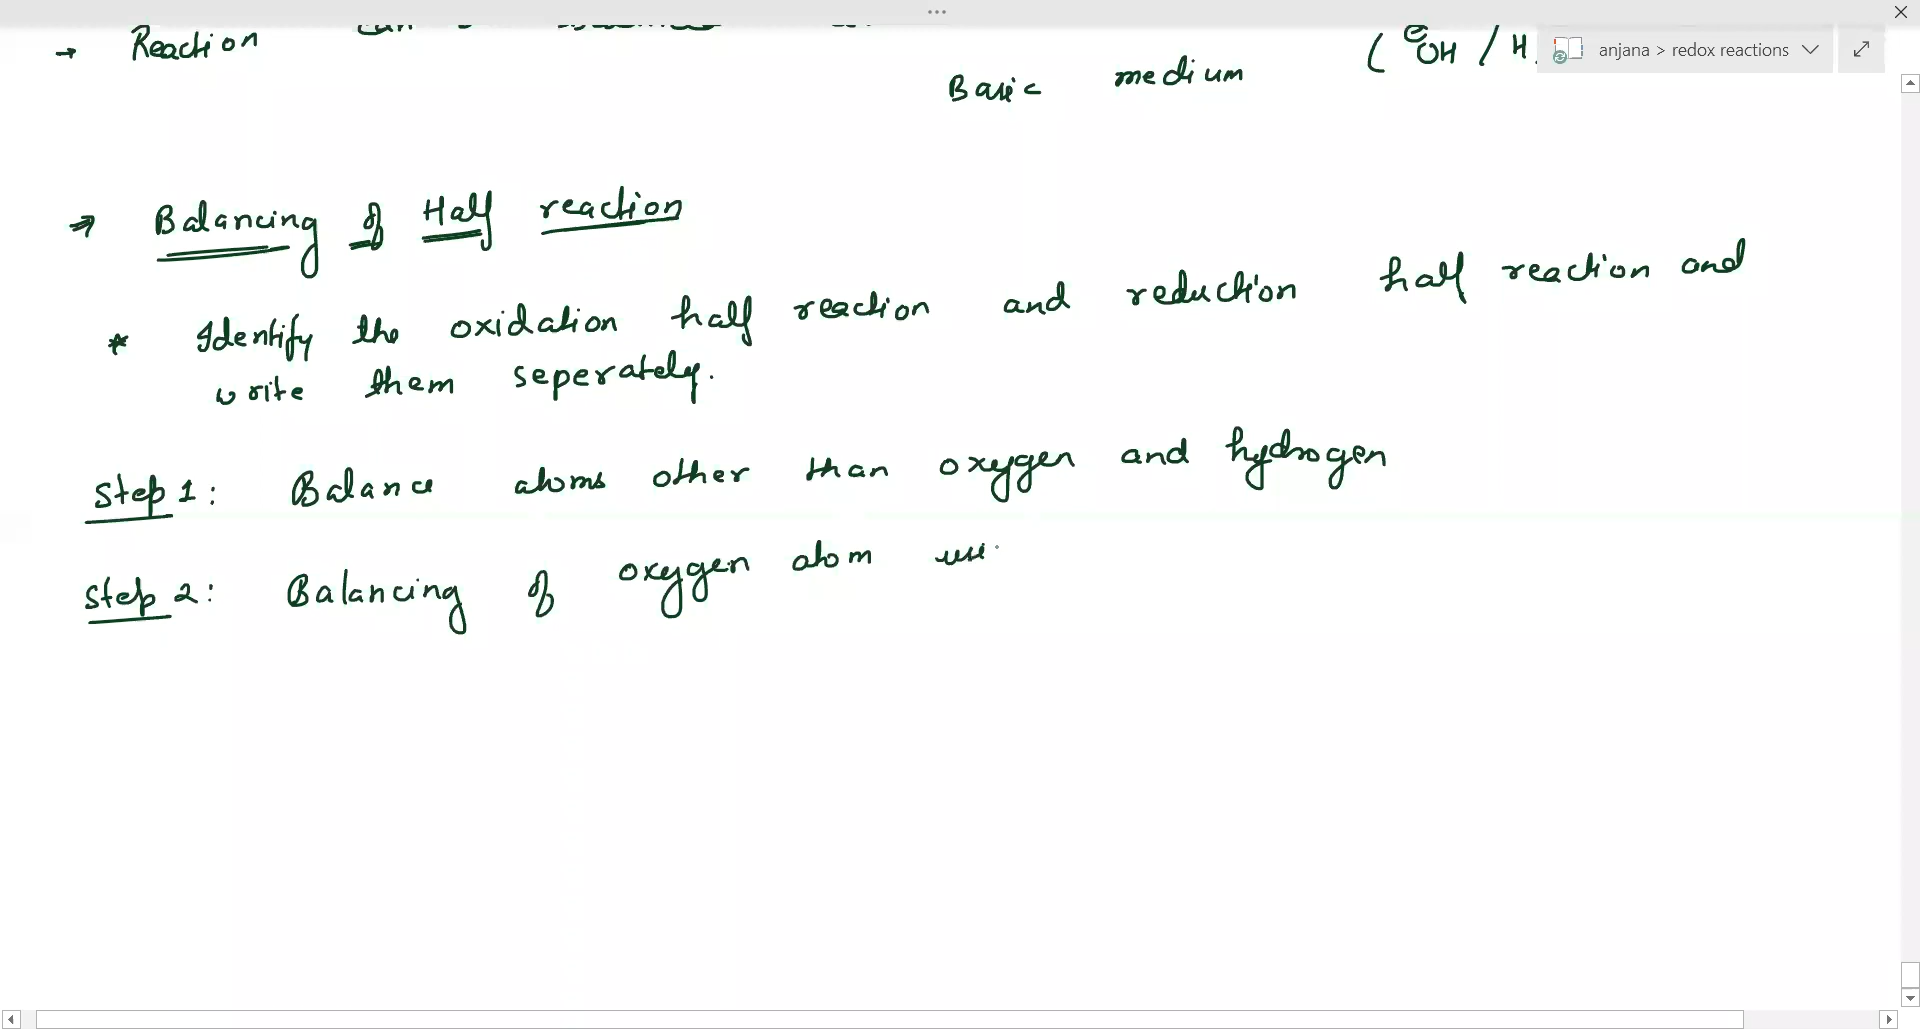 ...
anjana > redox reactions
→ Reaction
(⊖OH / H
Basic medium
→ Balancing of Half reaction
* Identify the oxidation half reaction and reduction half reaction and
write them seperately.
Step 1: Balance atoms other than oxygen and hydrogen
Step 2: Balancing of oxygen atom usi